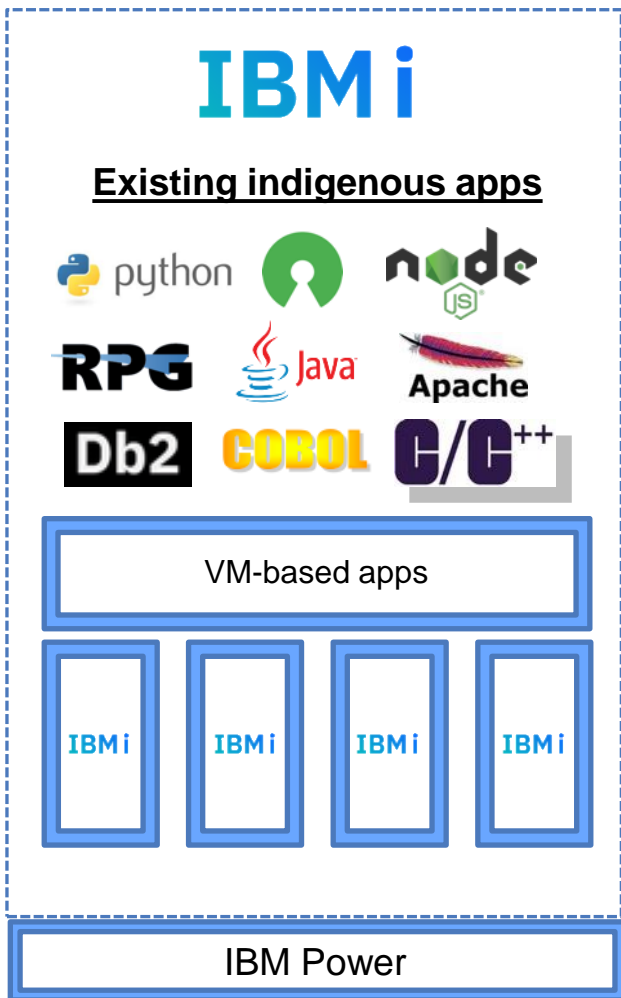 IBM i
Existing indigenous apps
python
node
JS
RPG
Java
Apache
Db2
COBOL
C/C++
VM-based apps
IBM i
IBM i
IBM i
IBM i
IBM Power